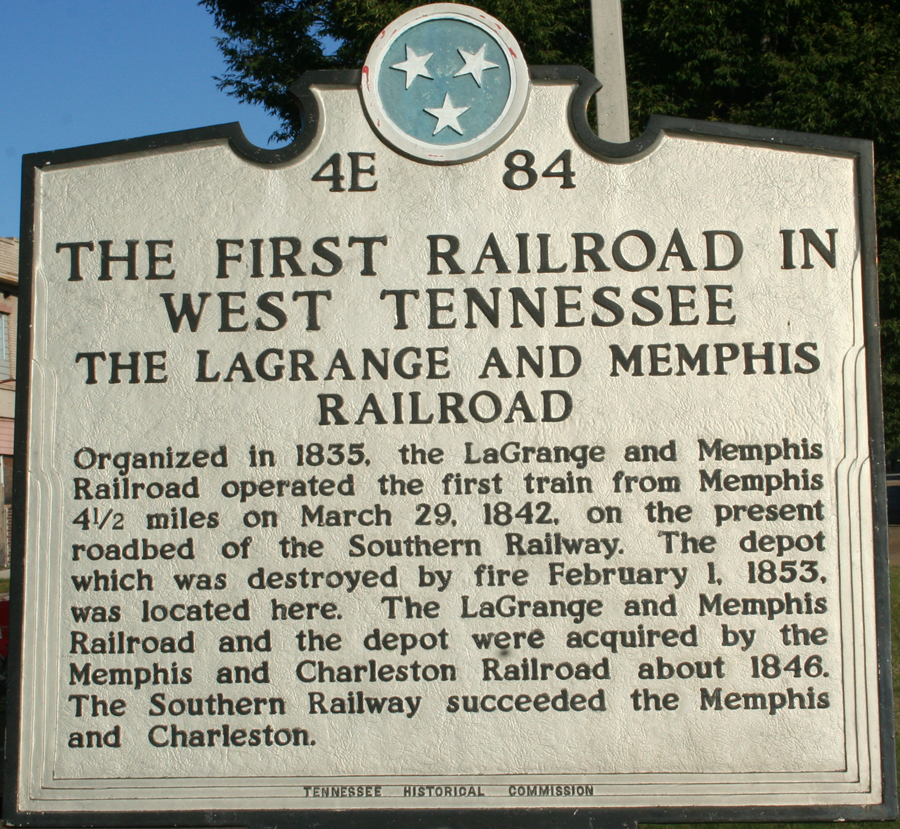 4E 84
THE FIRST RAILROAD IN
WEST TENNESSEE
THE LAGRANGE AND MEMPHIS
RAILROAD
Organized in 1835, the LaGrange and Memphis
Railroad operated the first train from Memphis
4 1/2 miles on March 29, 1842, on the present
roadbed of the Southern Railway. The depot
which was destroyed by fire February 1, 1853,
was located here. The LaGrange and Memphis
Railroad and the depot were acquired by the
Memphis and Charleston Railroad about 1846.
The Southern Railway succeeded the Memphis
and Charleston.
TENNESSEE HISTORICAL COMMISSION